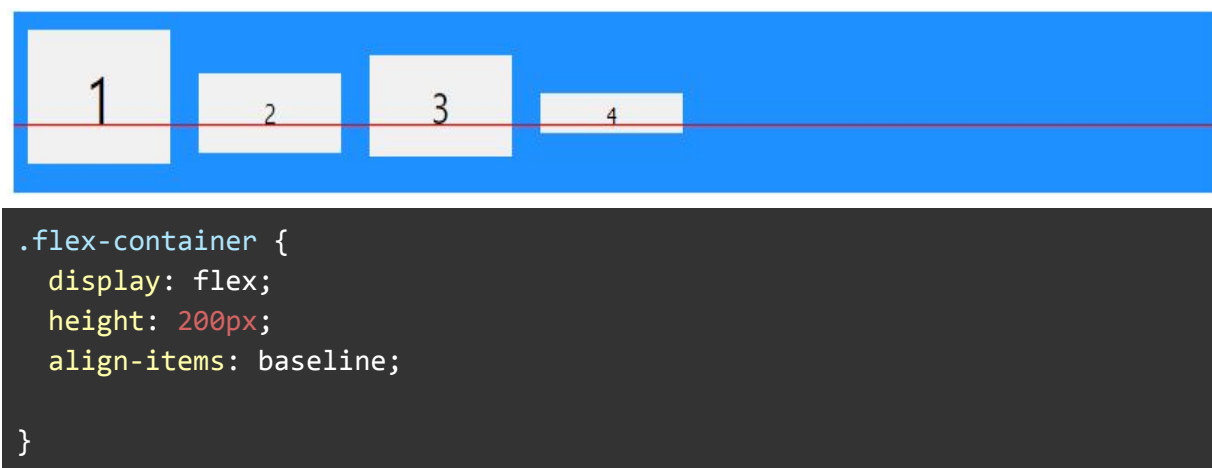 1 2 3 4
.flex-container {
  display: flex;
  height: 200px;
  align-items: baseline;
}